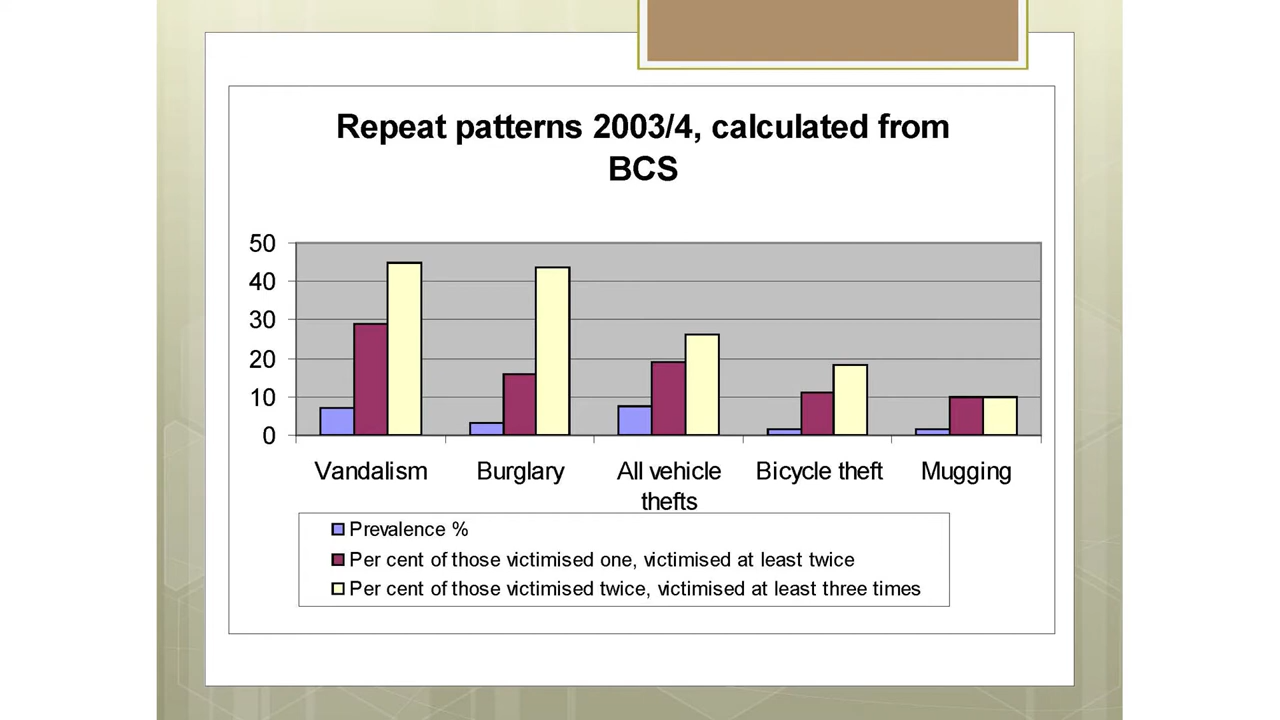 Repeat patterns 2003/4, calculated from
BCS
50
40
30
20
10
0
Vandalism
Burglary
All vehicle
thefts
Bicycle theft
Mugging
Prevalence %
Per cent of those victimised one, victimised at least twice
Per cent of those victimised twice, victimised at least three times